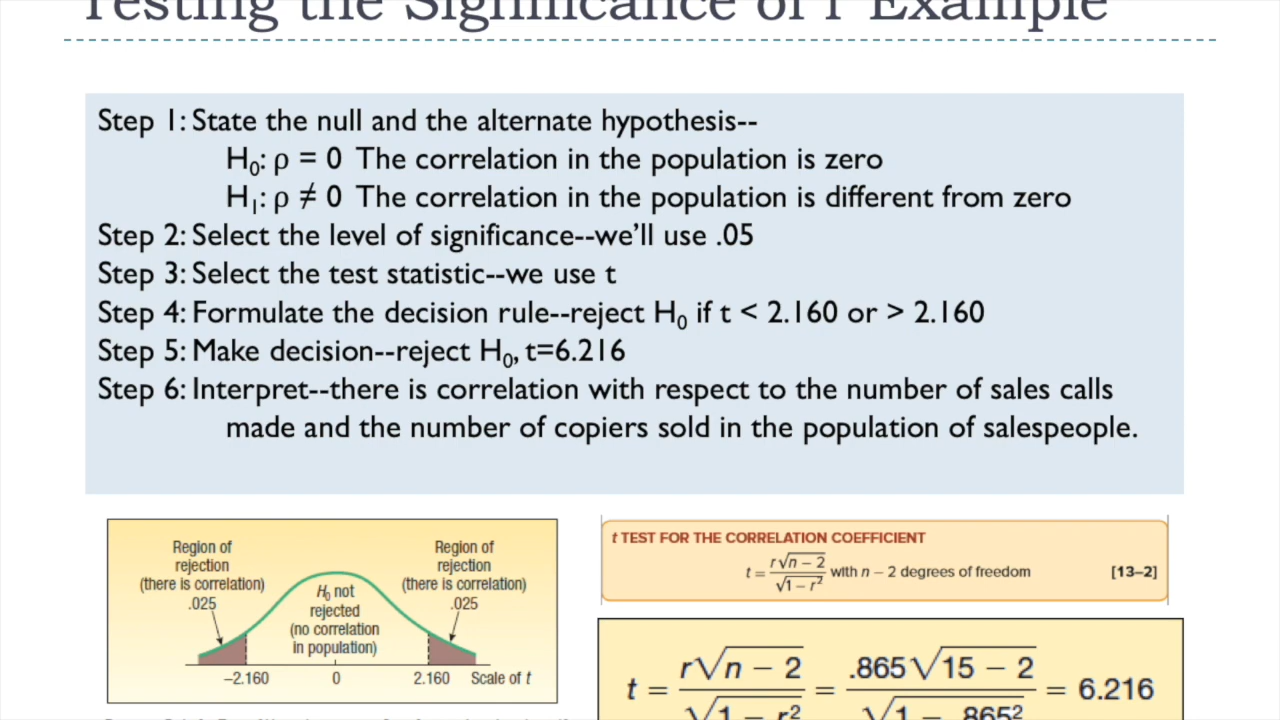 Testing the Significance of r Example
Step 1: State the null and the alternate hypothesis--
H₀: ρ = 0 The correlation in the population is zero
H₁: ρ ≠ 0 The correlation in the population is different from zero
Step 2: Select the level of significance--we'll use .05
Step 3: Select the test statistic--we use t
Step 4: Formulate the decision rule--reject H₀ if t < 2.160 or > 2.160
Step 5: Make decision--reject H₀, t=6.216
Step 6: Interpret--there is correlation with respect to the number of sales calls
made and the number of copiers sold in the population of salespeople.
Region of
rejection
(there is correlation)
.025
H₀ not
rejected
(no correlation
in population)
Region of
rejection
(there is correlation)
.025
−2.160 0 2.160 Scale of t
t TEST FOR THE CORRELATION COEFFICIENT
t = r√n − 2 / √1 − r² with n − 2 degrees of freedom [13–2]
t = r√n − 2 / √1 − r² = .865√15 − 2 / √1 − .865² = 6.216